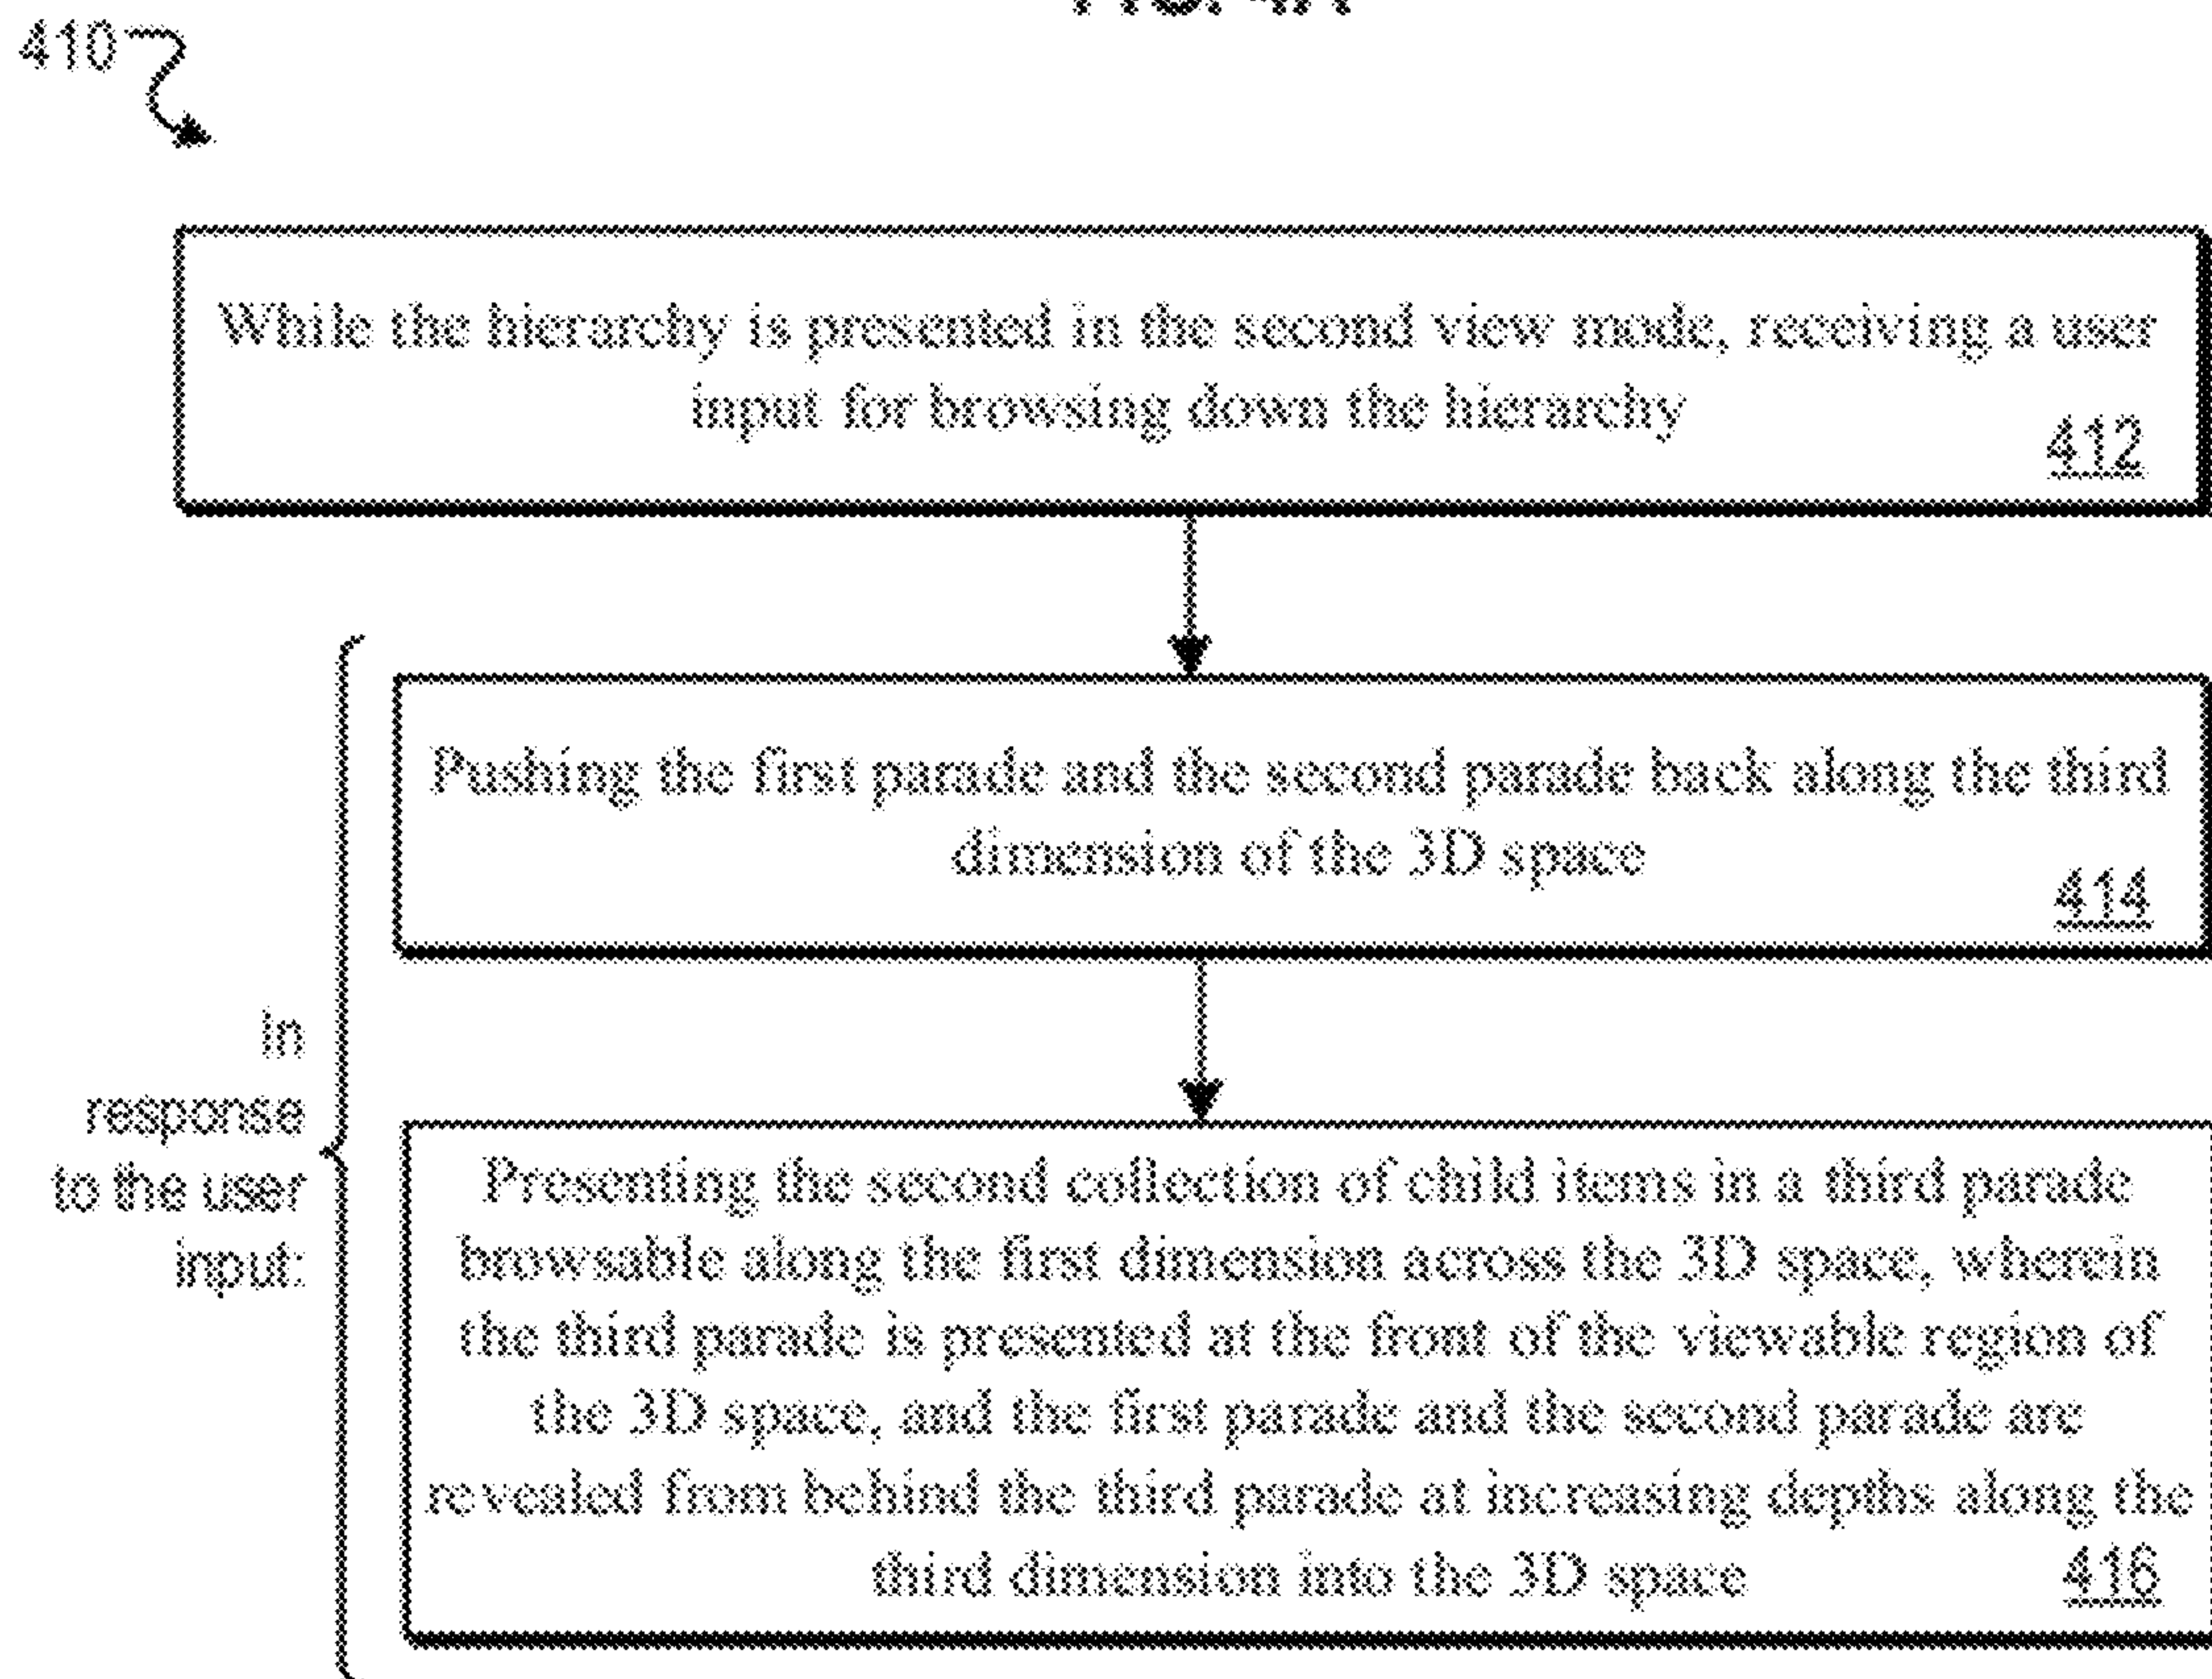 410
While the hierarchy is presented in the second view mode, receiving a user
input for browsing down the hierarchy
412
Pushing the first parade and the second parade back along the third
dimension of the 3D space
414
in
response
to the user
input:
Presenting the second collection of child items in a third parade
browsable along the first dimension across the 3D space, wherein
the third parade is presented at the front of the viewable region of
the 3D space, and the first parade and the second parade are
revealed from behind the third parade at increasing depths along the
third dimension into the 3D space
416